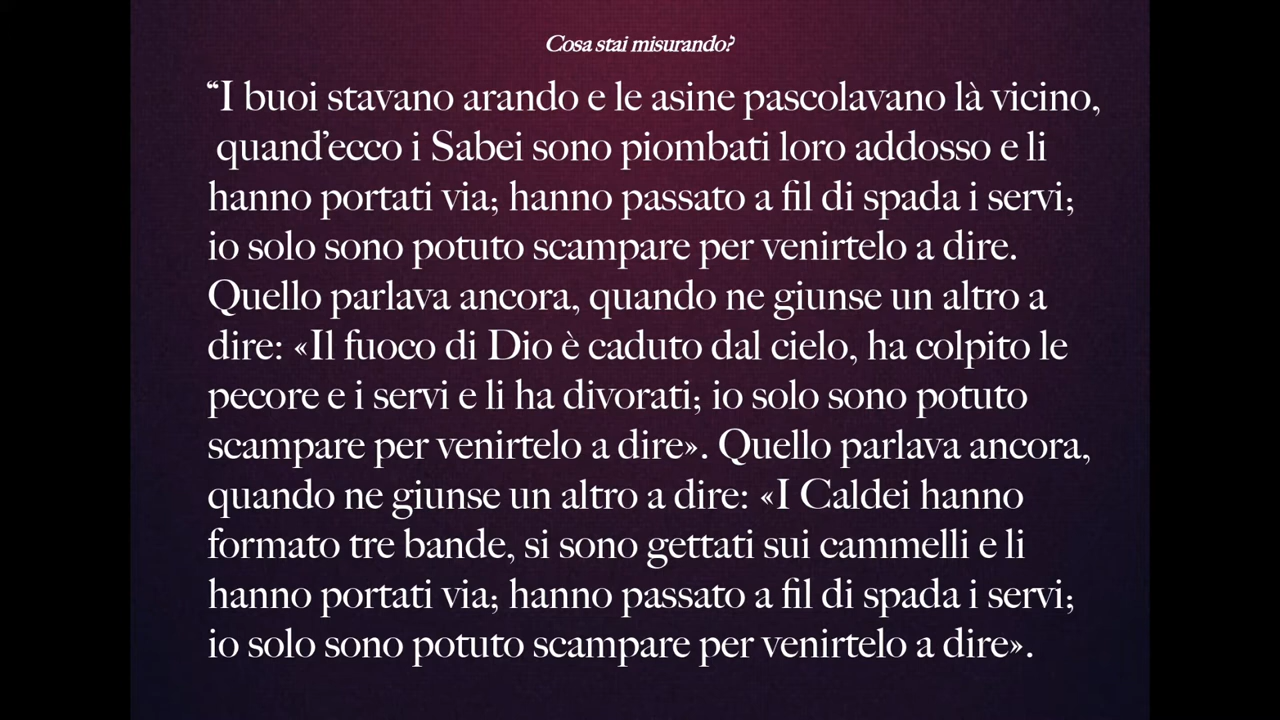 Cosa stai misurando?
“I buoi stavano arando e le asine pascolavano là vicino,
quand’ecco i Sabei sono piombati loro addosso e li
hanno portati via; hanno passato a fil di spada i servi;
io solo sono potuto scampare per venirtelo a dire.
Quello parlava ancora, quando ne giunse un altro a
dire: «Il fuoco di Dio è caduto dal cielo, ha colpito le
pecore e i servi e li ha divorati; io solo sono potuto
scampare per venirtelo a dire». Quello parlava ancora,
quando ne giunse un altro a dire: «I Caldei hanno
formato tre bande, si sono gettati sui cammelli e li
hanno portati via; hanno passato a fil di spada i servi;
io solo sono potuto scampare per venirtelo a dire».